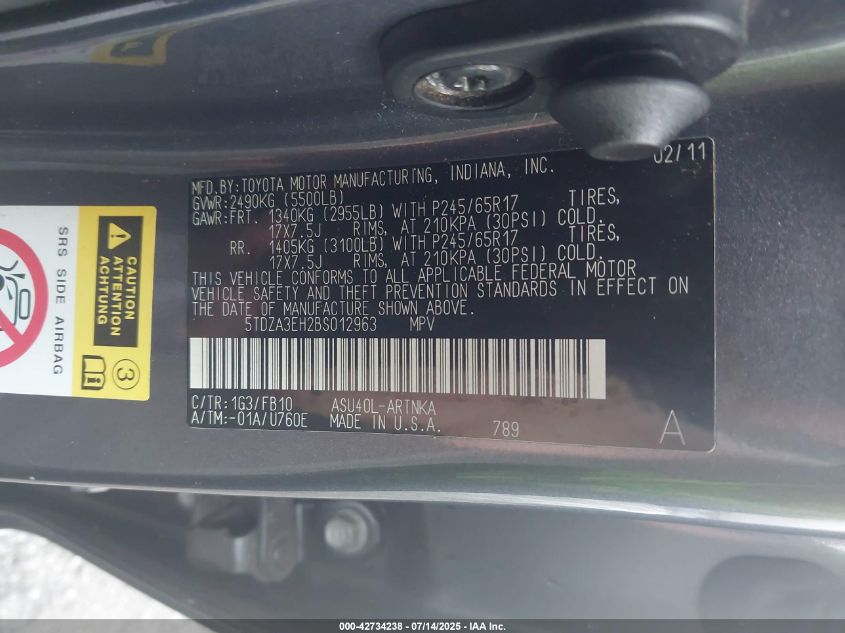 02/11
MFD.BY:TOYOTA MOTOR MANUFACTURING, INDIANA, INC.
GVWR:2490KG (5500LB)
GAWR:FRT. 1340KG (2955LB) WITH P245/65R17 TIRES,
17X7.5J RIMS, AT 210KPA (30PSI) COLD.
RR. 1405KG (3100LB) WITH P245/65R17 TIRES,
17X7.5J RIMS, AT 210KPA (30PSI) COLD.
THIS VEHICLE CONFORMS TO ALL APPLICABLE FEDERAL MOTOR
VEHICLE SAFETY AND THEFT PREVENTION STANDARDS IN EFFECT ON
THE DATE OF MANUFACTURE SHOWN ABOVE.
5TDZA3EH2BS012963 MPV
C/TR:1G3/FB10 ASU40L-ARTNKA
A/TM:-01A/U760E MADE IN U.S.A. 789 A
SRS SIDE AIRBAG
CAUTION
ATTENTION
ACHTUNG
3
000-42734238 - 07/14/2025 - IAA Inc.